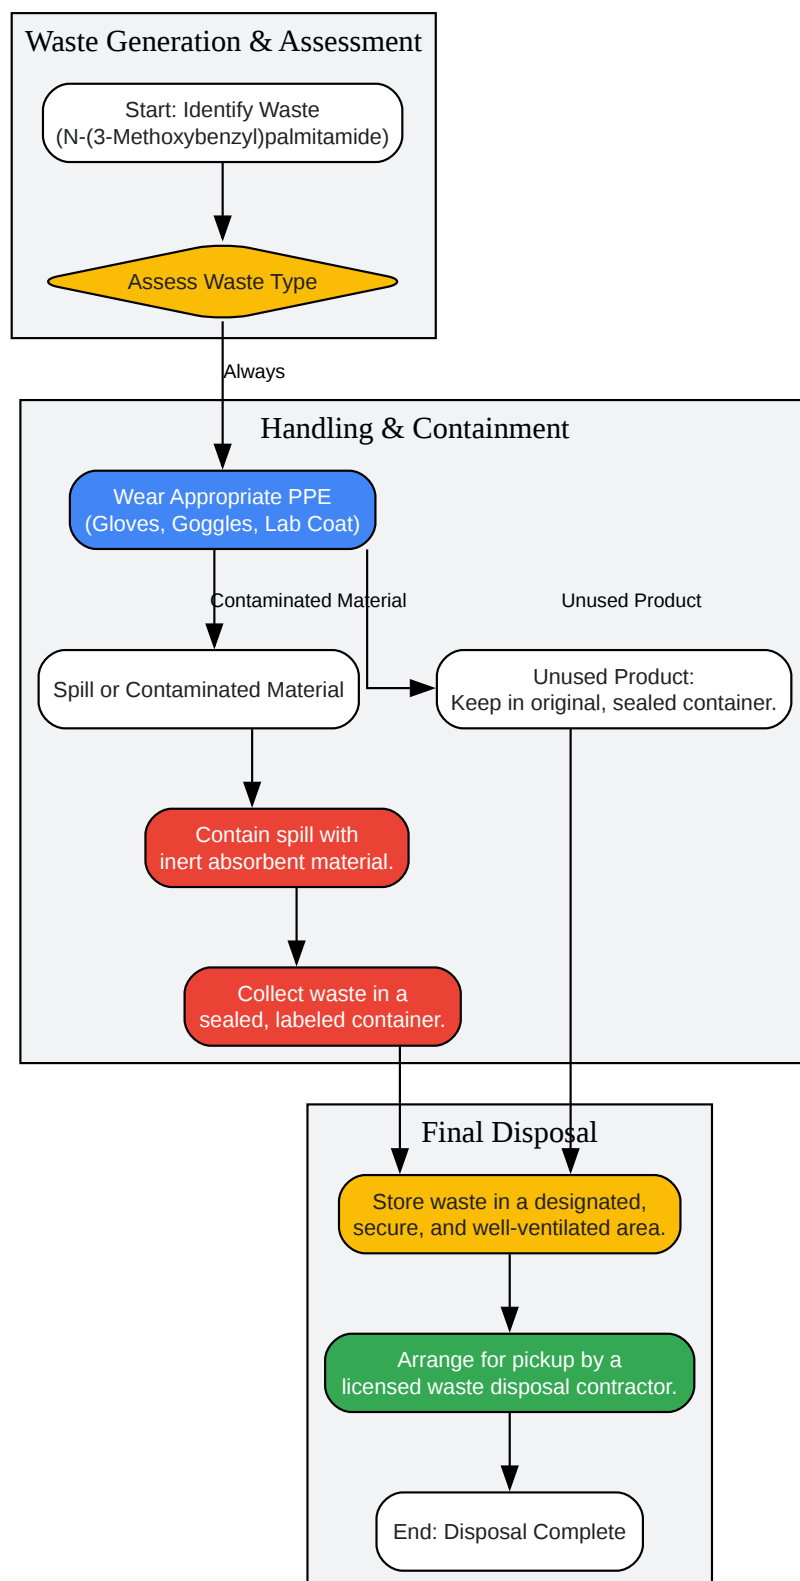 Waste Generation & Assessment
Start: Identify Waste
(N-(3-Methoxybenzyl)palmitamide)
Assess Waste Type
Always
Handling & Containment
Wear Appropriate PPE
(Gloves, Goggles, Lab Coat)
Contaminated Material
Unused Product
Spill or Contaminated Material
Unused Product:
Keep in original, sealed container.
Contain spill with
inert absorbent material.
Collect waste in a
sealed, labeled container.
Final Disposal
Store waste in a designated,
secure, and well-ventilated area.
Arrange for pickup by a
licensed waste disposal contractor.
End: Disposal Complete